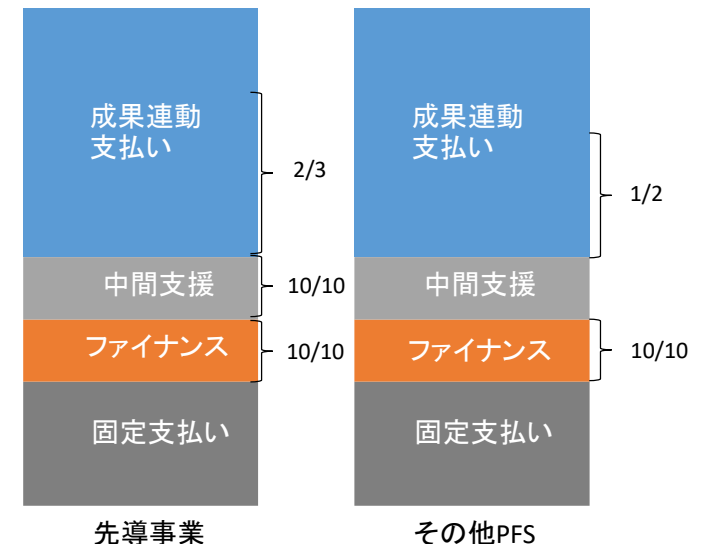 成果連動
支払い
2/3
中間支援
10/10
ファイナンス
10/10
固定支払い
先導事業
成果連動
支払い
1/2
中間支援
ファイナンス
10/10
固定支払い
その他PFS